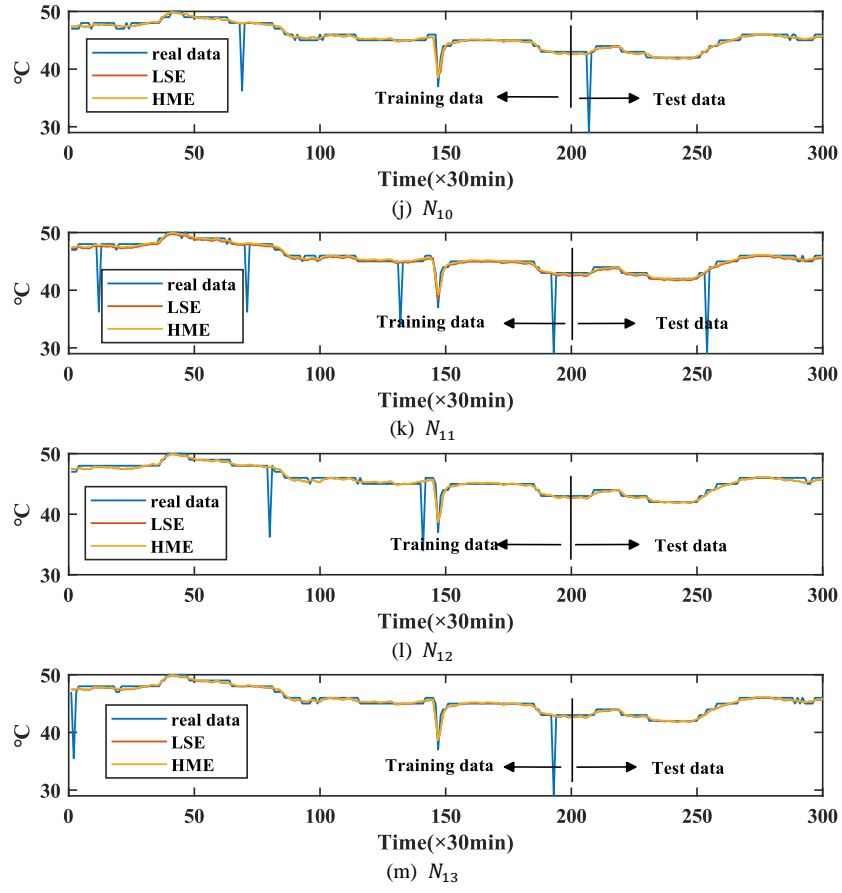 50
40
30
°C
real data
LSE
HME
Training data
Test data
0 50 100 150 200 250 300
Time(×30min)
(j) N₁₀
50
40
30
°C
real data
LSE
HME
Training data
Test data
0 50 100 150 200 250 300
Time(×30min)
(k) N₁₁
50
40
30
°C
real data
LSE
HME
Training data
Test data
0 50 100 150 200 250 300
Time(×30min)
(l) N₁₂
50
40
30
°C
real data
LSE
HME
Training data
Test data
0 50 100 150 200 250 300
Time(×30min)
(m) N₁₃